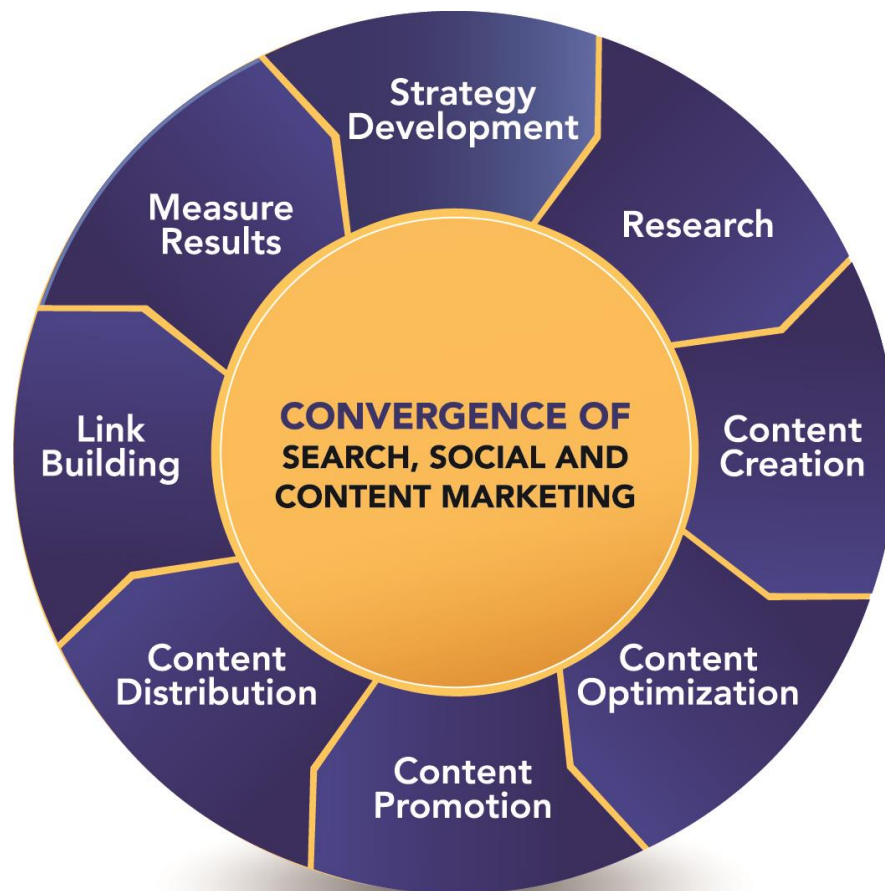 Strategy
Development
Research
Content
Creation
Content
Optimization
Content
Promotion
Content
Distribution
Link
Building
Measure
Results
CONVERGENCE OF
SEARCH, SOCIAL AND
CONTENT MARKETING